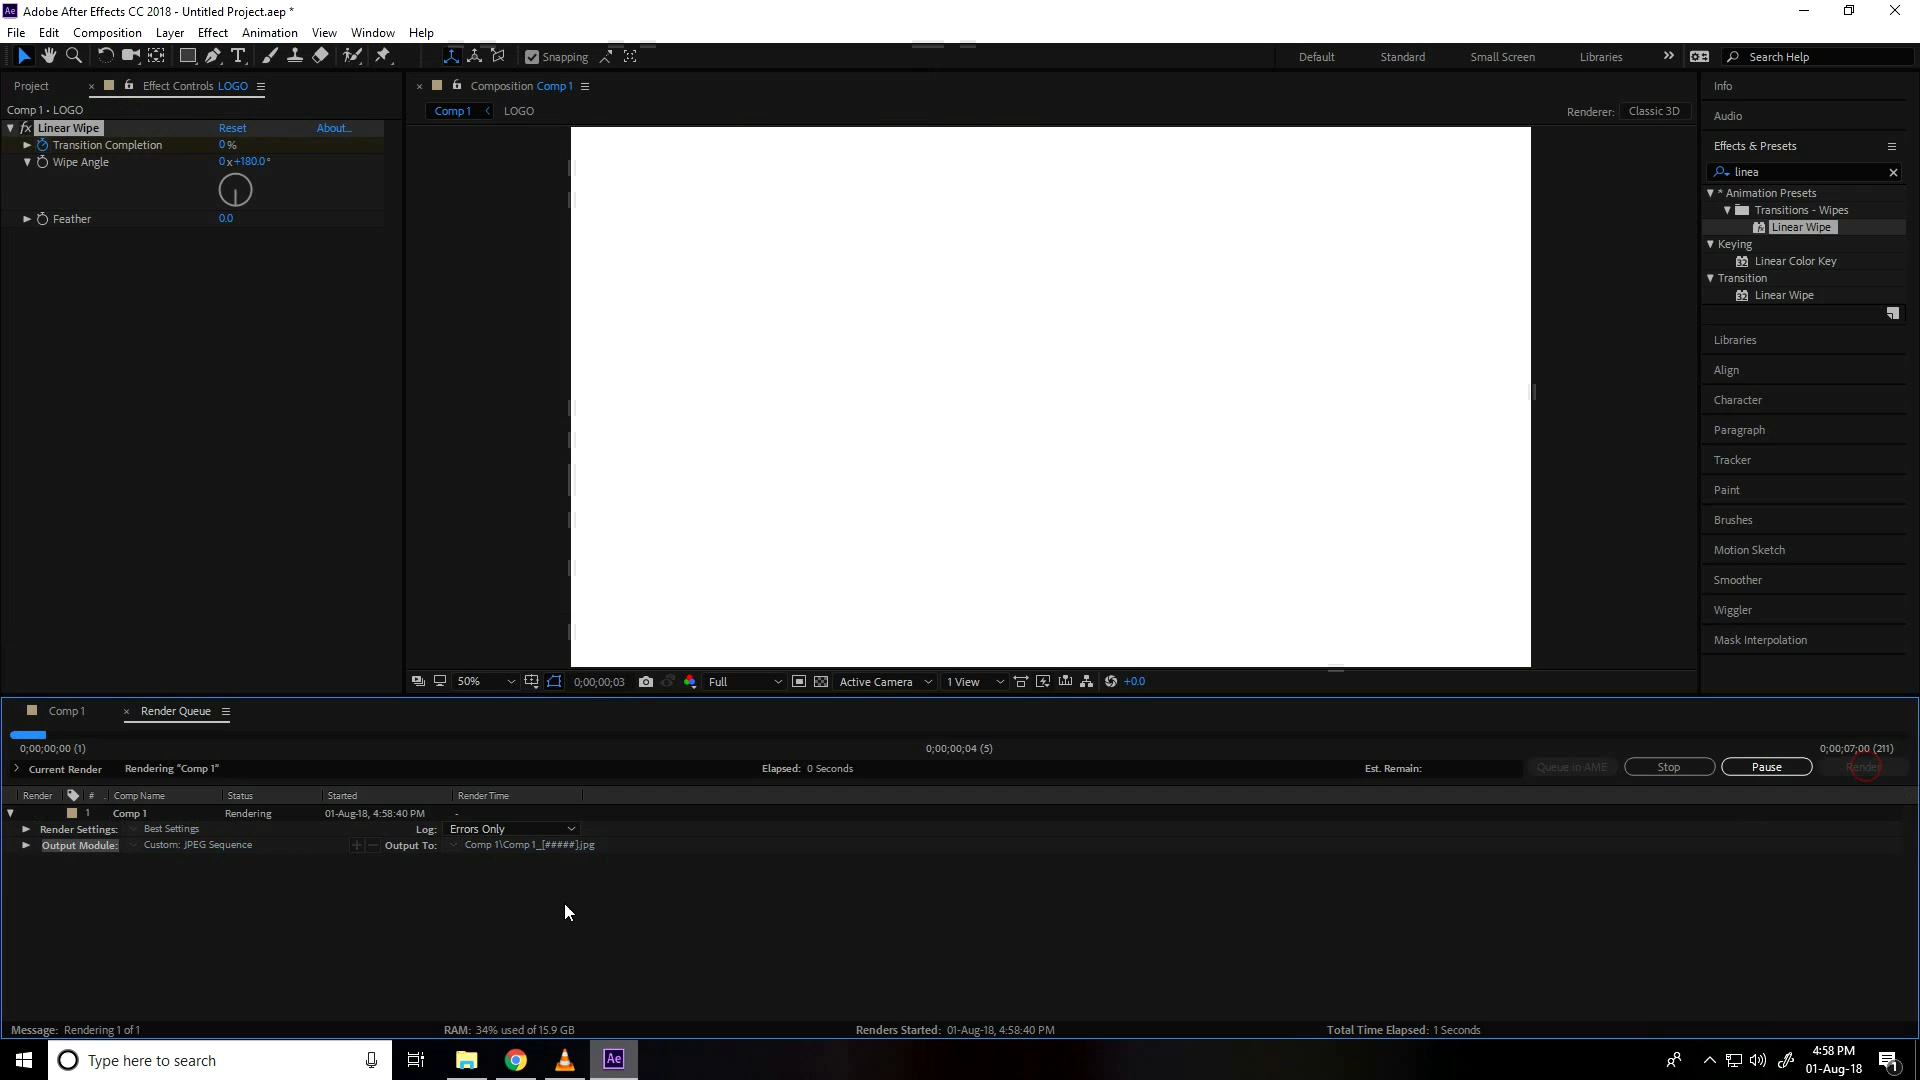 Adobe After Effects CC 2018 - Untitled Project.aep *
File Edit Composition Layer Effect Animation View Window Help
Snapping
Default Standard Small Screen Libraries
Search Help
Project Effect Controls LOGO
Comp 1 • LOGO
fx Linear Wipe Reset About...
Transition Completion 0 %
Wipe Angle 0 x +180.0 °
Feather 0.0
Composition Comp 1
Comp 1 LOGO
Renderer: Classic 3D
50% 0;00;00;03 Full Active Camera 1 View +0.0
Info
Audio
Effects & Presets
linea
* Animation Presets
Transitions - Wipes
Linear Wipe
Keying
Linear Color Key
Transition
Linear Wipe
Libraries
Align
Character
Paragraph
Tracker
Paint
Brushes
Motion Sketch
Smoother
Wiggler
Mask Interpolation
Comp 1 Render Queue
0;00;00;00 (1) 0;00;00;04 (5) 0;00;07;00 (211)
Current Render Rendering "Comp 1" Elapsed: 0 Seconds Est. Remain: Queue in AME Stop Pause Render
Render # Comp Name Status Started Render Time
1 Comp 1 Rendering 01-Aug-18, 4:58:40 PM -
Render Settings: Best Settings Log: Errors Only
Output Module: Custom: JPEG Sequence Output To: Comp 1\Comp 1_[#####].jpg
Message: Rendering 1 of 1 RAM: 34% used of 15.9 GB Renders Started: 01-Aug-18, 4:58:40 PM Total Time Elapsed: 1 Seconds
Type here to search
Ae
4:58 PM
01-Aug-18
1